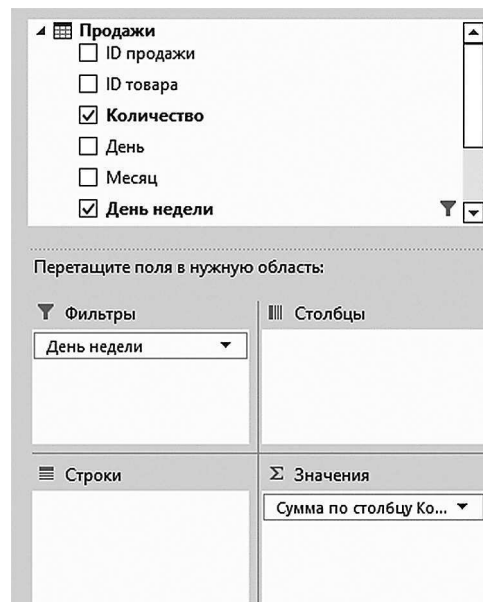 Продажи
ID продажи
ID товара
Количество
День
Месяц
День недели
Перетащите поля в нужную область:
Фильтры
Столбцы
День недели
Строки
Σ Значения
Сумма по столбцу Ко...